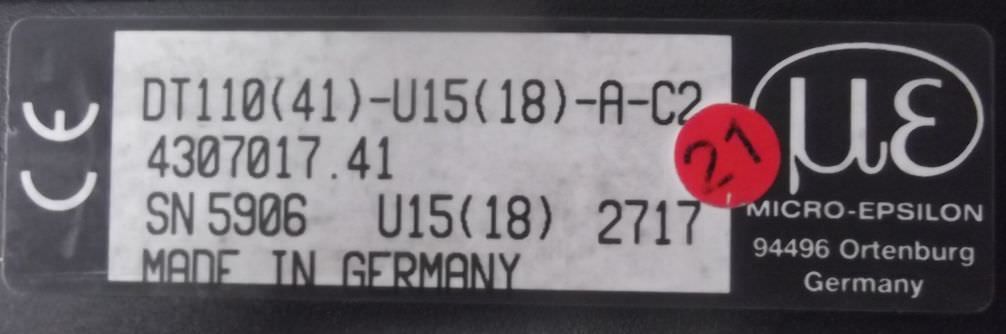 CE
DT110(41)-U15(18)-A-C2
4307017.41
SN 5906 U15(18) 2717
MADE IN GERMANY
21
με
MICRO-EPSILON
94496 Ortenburg
Germany